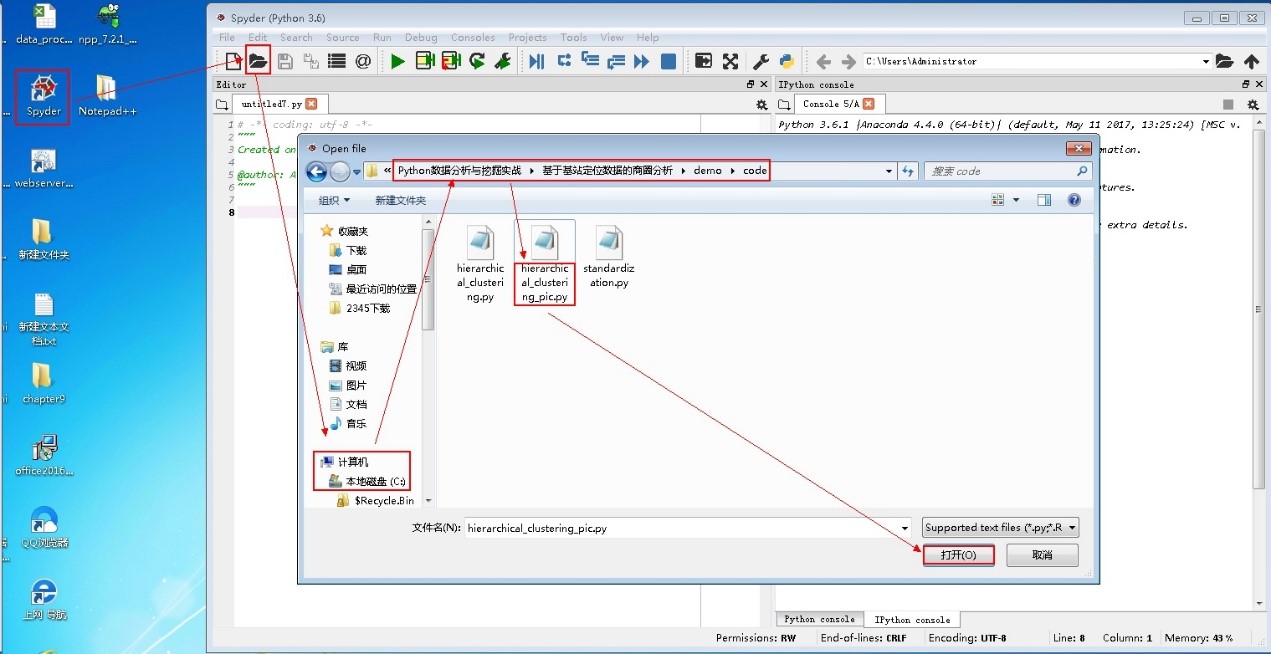 data_proc...
npp_7.2.1_...
Spyder
Notepad++
webserver...
新建文件夹
新建文本文
档.txt
chapter9
office2016...
QQ浏览器
上网 导航
Spyder (Python 3.6)
File Edit Search Source Run Debug Consoles Projects Tools View Help
C:\Users\Administrator
Editor
untitled7.py
1 # -*- coding: utf-8 -*-
2 """
3 Created on
4
5 @author: A
6 """
7
8
IPython console
Console 5/A
Python 3.6.1 |Anaconda 4.4.0 (64-bit)| (default, May 11 2017, 13:25:24) [MSC v.
mation.
tures.
extra details.
Open file
« Python数据分析与挖掘实战 基于基站定位数据的商圈分析 demo code
搜索 code
组织 新建文件夹
收藏夹
下载
桌面
最近访问的位置
2345下载
库
视频
图片
文档
音乐
计算机
本地磁盘 (C:)
$Recycle.Bin
hierarchic
al_clusteri
ng.py
hierarchic
al_clusteri
ng_pic.py
standardiz
ation.py
文件名(N): hierarchical_clustering_pic.py
Supported text files (*.py;*.R
打开(O) 取消
Python console IPython console
Permissions: RW End-of-lines: CRLF Encoding: UTF-8 Line: 8 Column: 1 Memory: 43 %